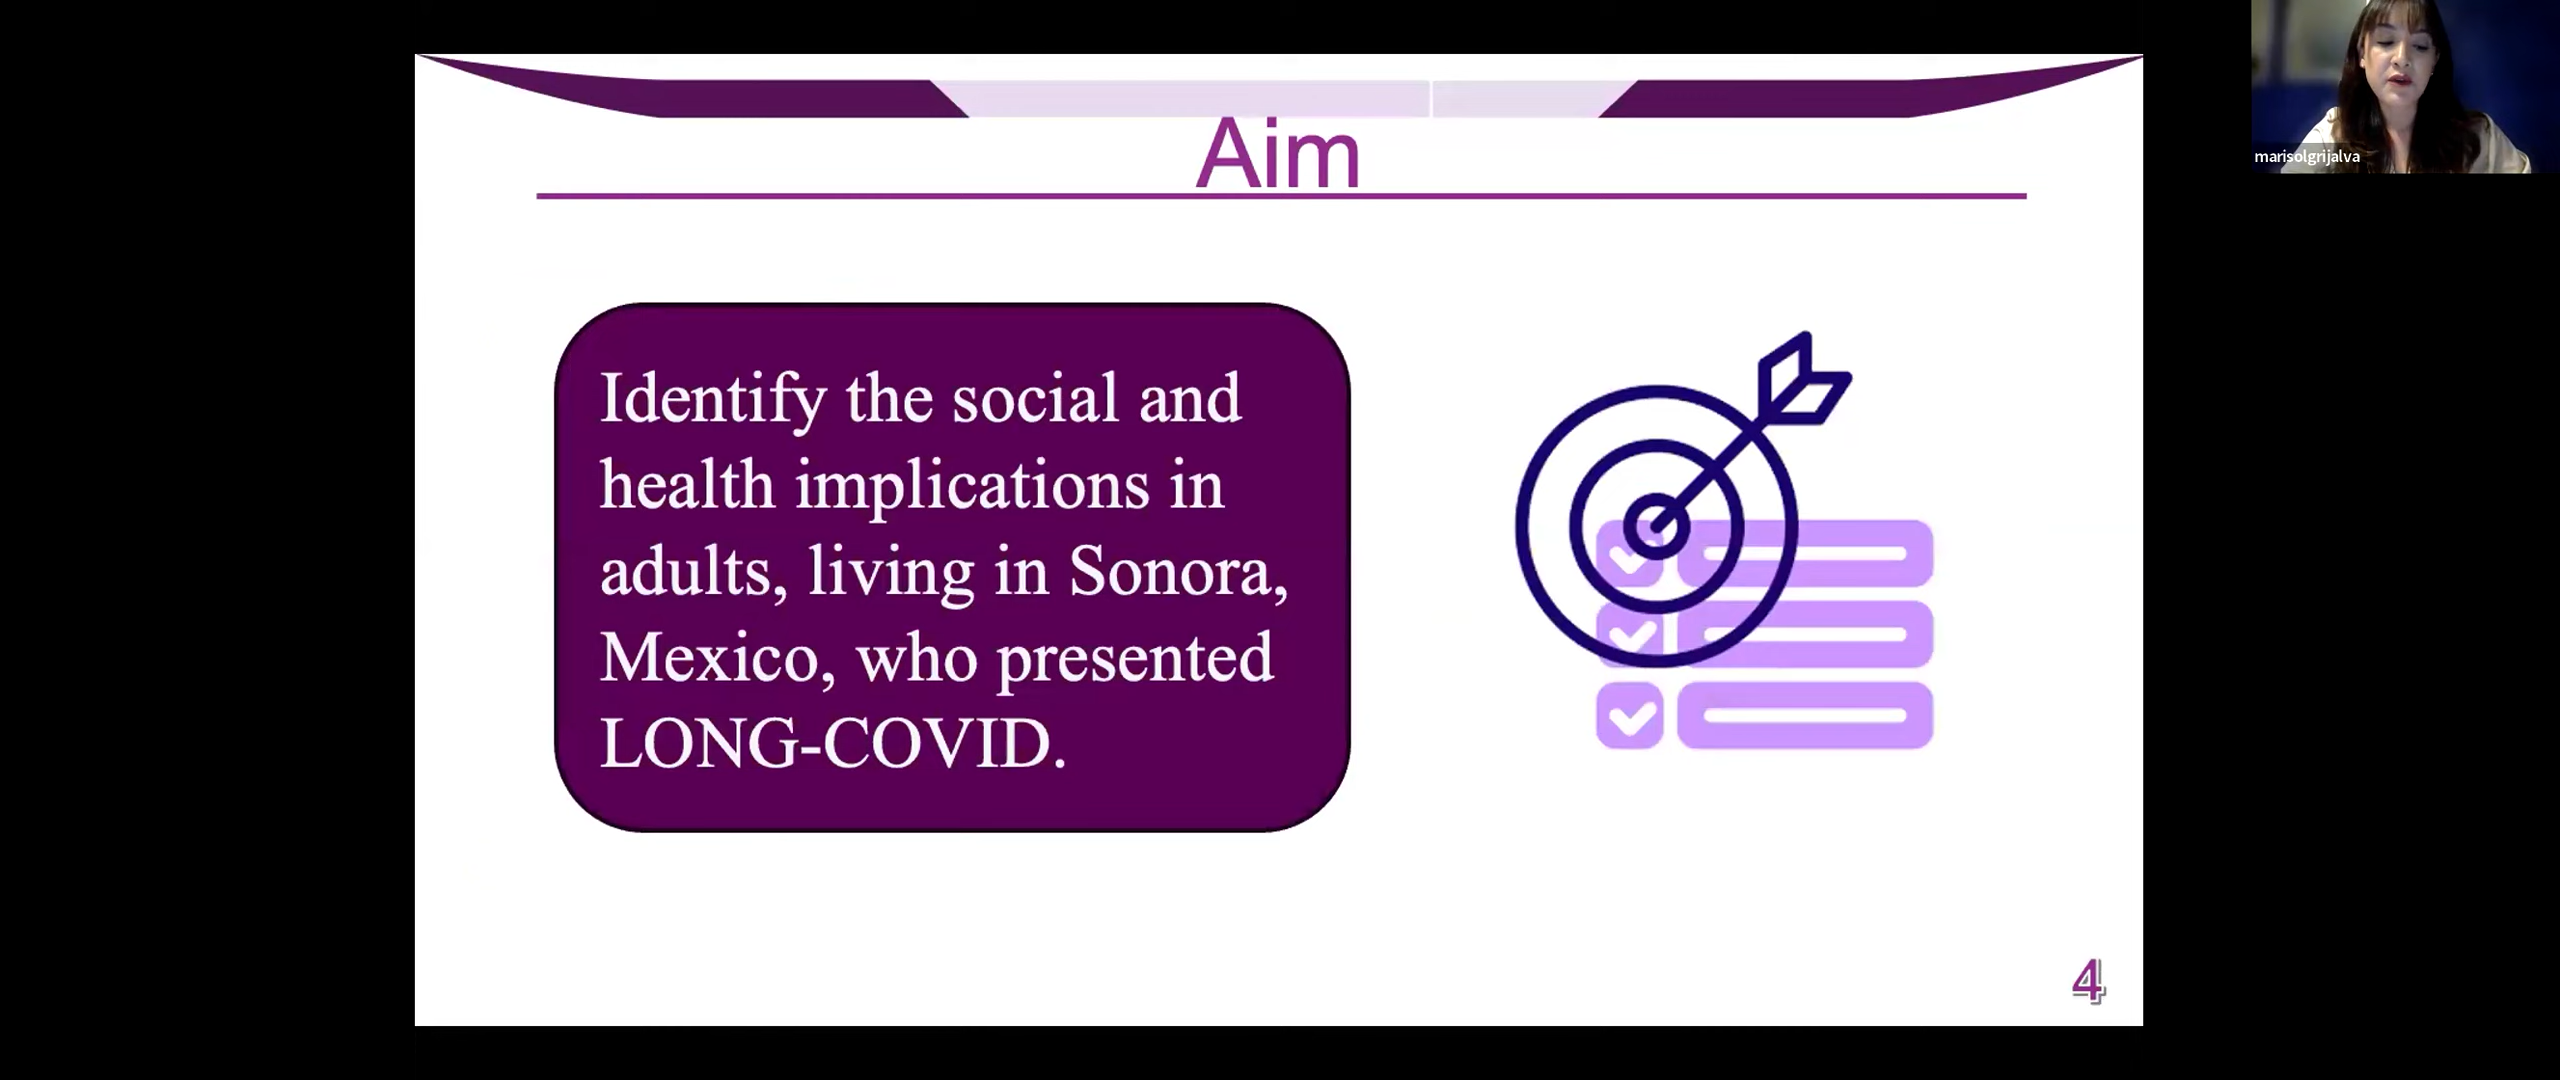 marisolgrijalva
Aim
Identify the social and
health implications in
adults, living in Sonora,
Mexico, who presented
LONG-COVID.
4